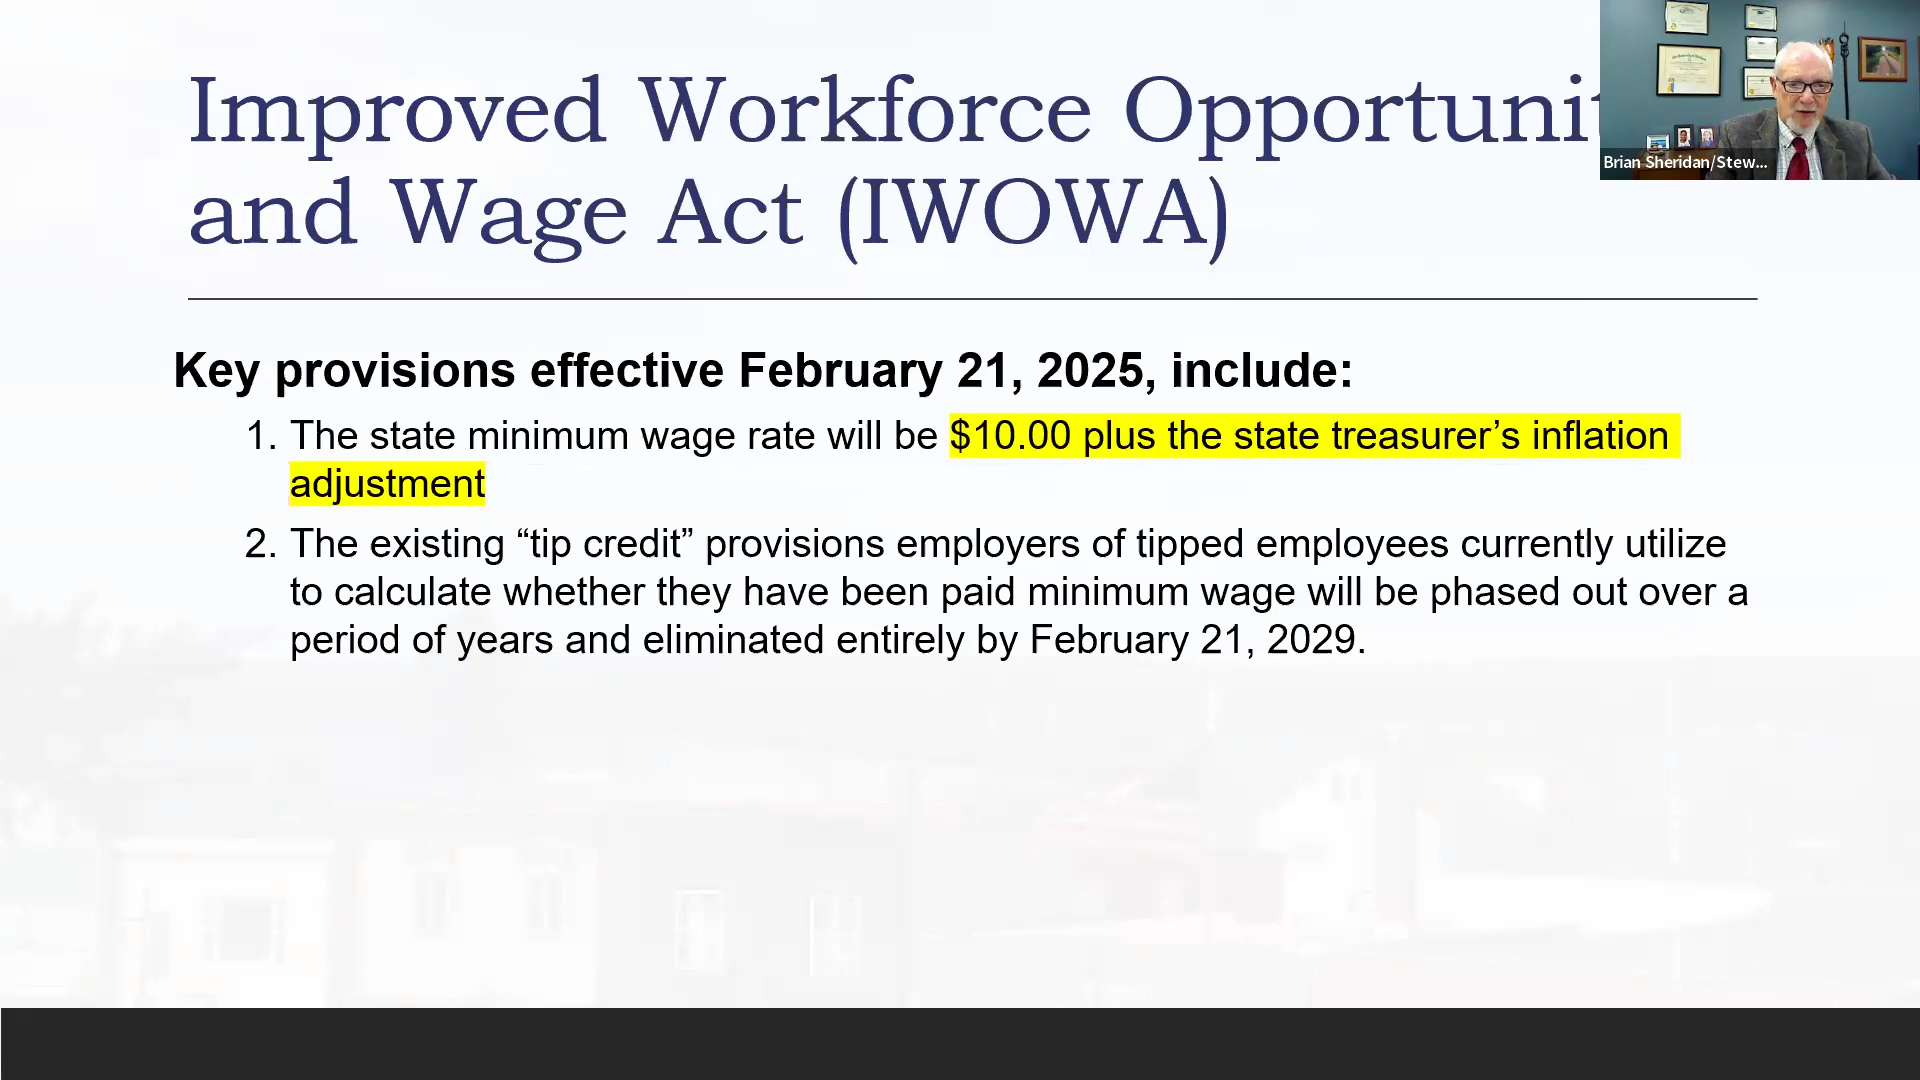 Improved Workforce Opportunit
and Wage Act (IWOWA)
Brian Sheridan/Stew...
Key provisions effective February 21, 2025, include:
1. The state minimum wage rate will be $10.00 plus the state treasurer’s inflation
adjustment
2. The existing “tip credit” provisions employers of tipped employees currently utilize
to calculate whether they have been paid minimum wage will be phased out over a
period of years and eliminated entirely by February 21, 2029.